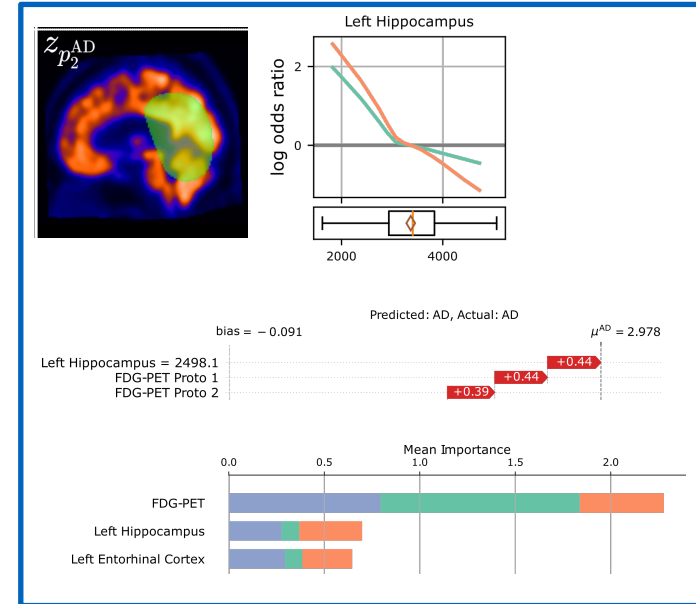 z_{p_2^{AD}}
Left Hippocampus
log odds ratio
2
0
2000 4000
Predicted: AD, Actual: AD
bias = − 0.091 μ^{AD} = 2.978
Left Hippocampus = 2498.1 +0.44
FDG-PET Proto 1 +0.44
FDG-PET Proto 2 +0.39
Mean Importance
0.0 0.5 1.0 1.5 2.0
FDG-PET
Left Hippocampus
Left Entorhinal Cortex